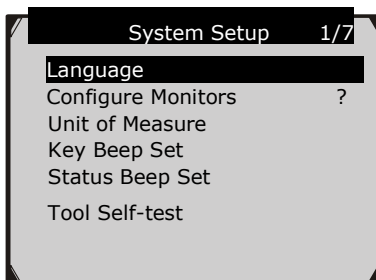 System Setup 1/7
Language
Configure Monitors ?
Unit of Measure
Key Beep Set
Status Beep Set
Tool Self-test